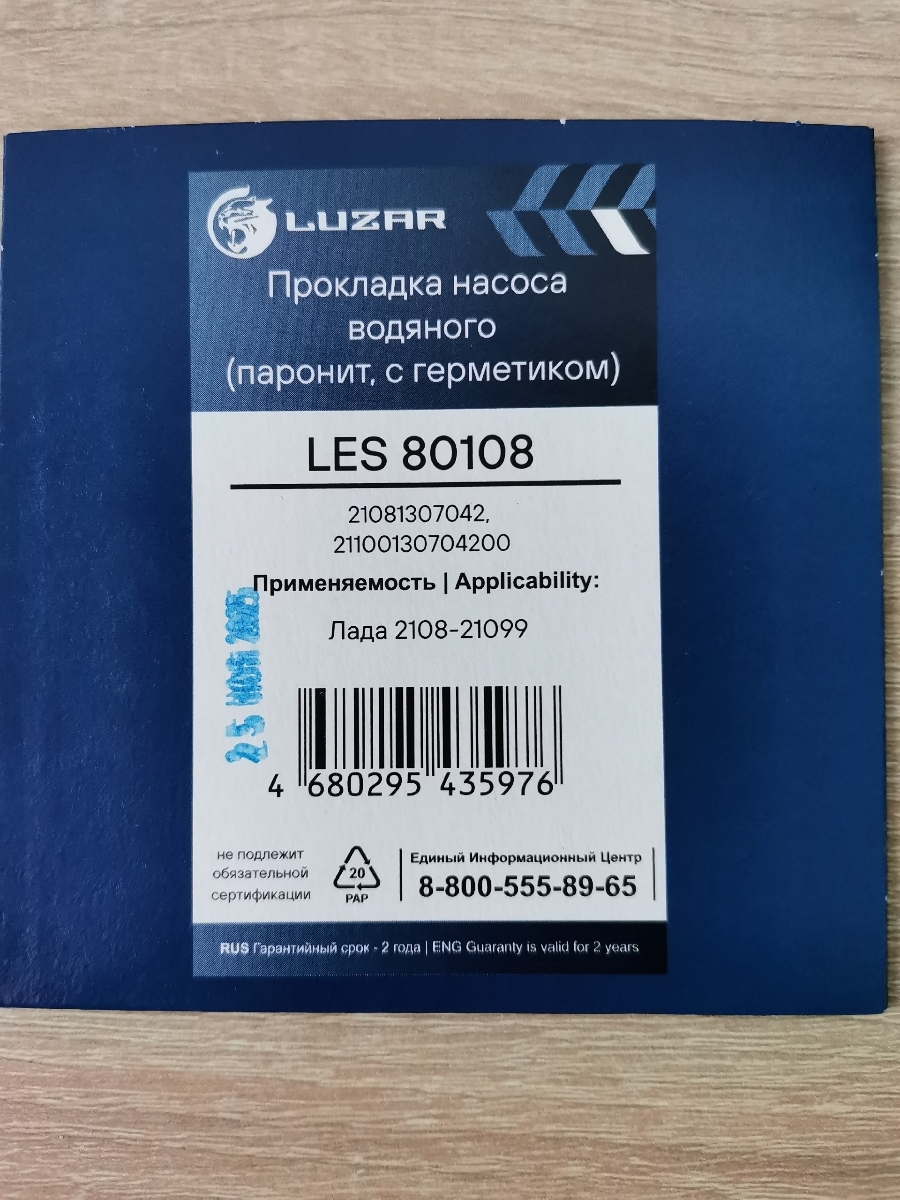 LUZAR
Прокладка насоса
водяного
(паронит, с герметиком)
LES 80108
21081307042,
21100130704200
Применяемость | Applicability:
Лада 2108-21099
4 680295 435976
не подлежит
обязательной
сертификации
20
PAP
Единый Информационный Центр
8-800-555-89-65
RUS Гарантийный срок - 2 года | ENG Guaranty is valid for 2 years